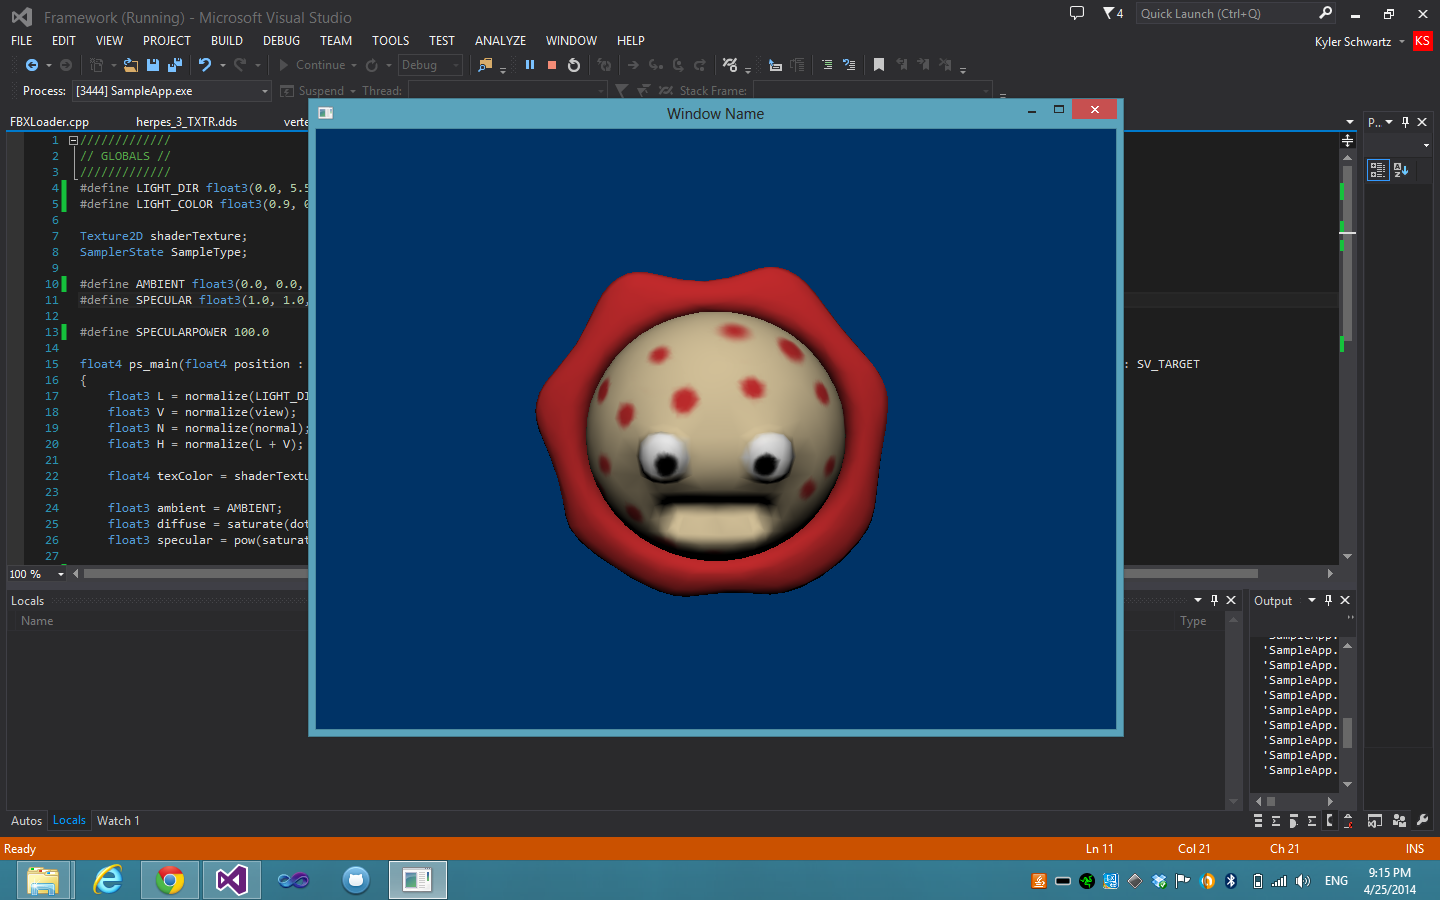 Framework (Running) - Microsoft Visual Studio
4
Quick Launch (Ctrl+Q)
FILE EDIT VIEW PROJECT BUILD DEBUG TEAM TOOLS TEST ANALYZE WINDOW HELP
Kyler Schwartz KS
Continue Debug
Process: [3444] SampleApp.exe Suspend Thread: Stack Frame:
Window Name
FBXLoader.cpp herpes_3_TXTR.dds verte
P..
1 /////////////
2 // GLOBALS //
3 /////////////
4 #define LIGHT_DIR float3(0.0, 5.5
5 #define LIGHT_COLOR float3(0.9, 0
6
7 Texture2D shaderTexture;
8 SamplerState SampleType;
9
10 #define AMBIENT float3(0.0, 0.0,
11 #define SPECULAR float3(1.0, 1.0,
12
13 #define SPECULARPOWER 100.0
14
15 float4 ps_main(float4 position : : SV_TARGET
16 {
17 float3 L = normalize(LIGHT_DI
18 float3 V = normalize(view);
19 float3 N = normalize(normal);
20 float3 H = normalize(L + V);
21
22 float4 texColor = shaderTextu
23
24 float3 ambient = AMBIENT;
25 float3 diffuse = saturate(dot
26 float3 specular = pow(saturat
27
100 %
Locals
Name Type
Output
'SampleApp.
'SampleApp.
'SampleApp.
'SampleApp.
'SampleApp.
'SampleApp.
'SampleApp.
'SampleApp.
'SampleApp.
'SampleApp.
Autos Locals Watch 1
Ready Ln 11 Col 21 Ch 21 INS
ENG
9:15 PM
4/25/2014